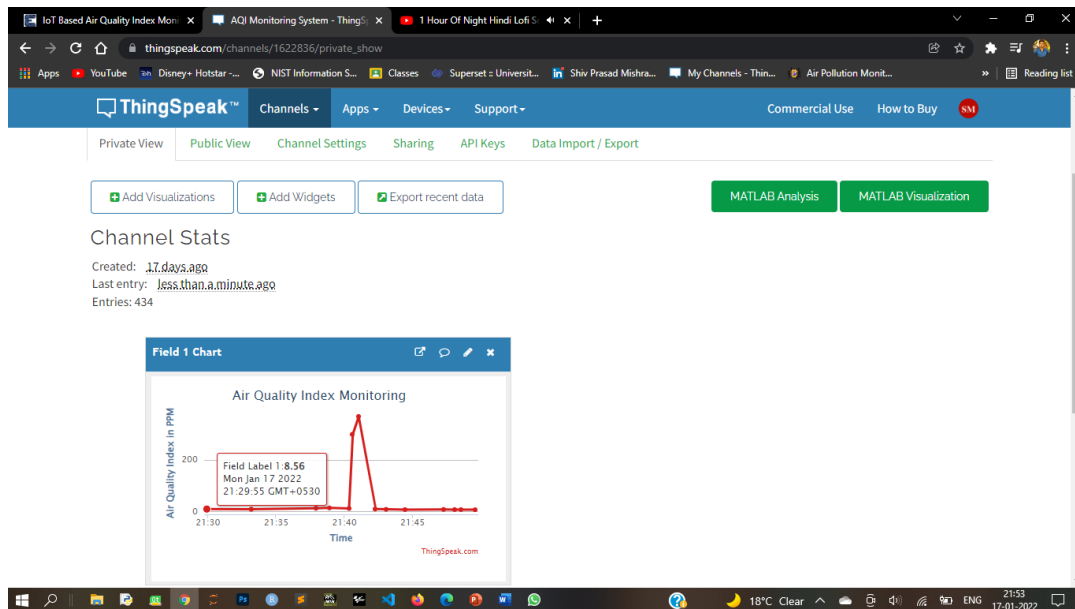 IoT Based Air Quality Index Moni
AQI Monitoring System - ThingS
1 Hour Of Night Hindi Lofi S
thingspeak.com/channels/1622836/private_show
Apps YouTube Disney+ Hotstar -... NIST Information S... Classes Superset :: Universit... Shiv Prasad Mishra... My Channels - Thin... Air Pollution Monit... » Reading list
ThingSpeak™ Channels Apps Devices Support Commercial Use How to Buy SM
Private View Public View Channel Settings Sharing API Keys Data Import / Export
Add Visualizations Add Widgets Export recent data MATLAB Analysis MATLAB Visualization
Channel Stats
Created: 17 days ago
Last entry: less than a minute ago
Entries: 434
Field 1 Chart
Air Quality Index Monitoring
Air Quality Index in PPM
200
Field Label 1:8.56
Mon Jan 17 2022
21:29:55 GMT+0530
0
21:30 21:35 21:40 21:45
Time
ThingSpeak.com
18°C Clear ENG 21:53
17-01-2022